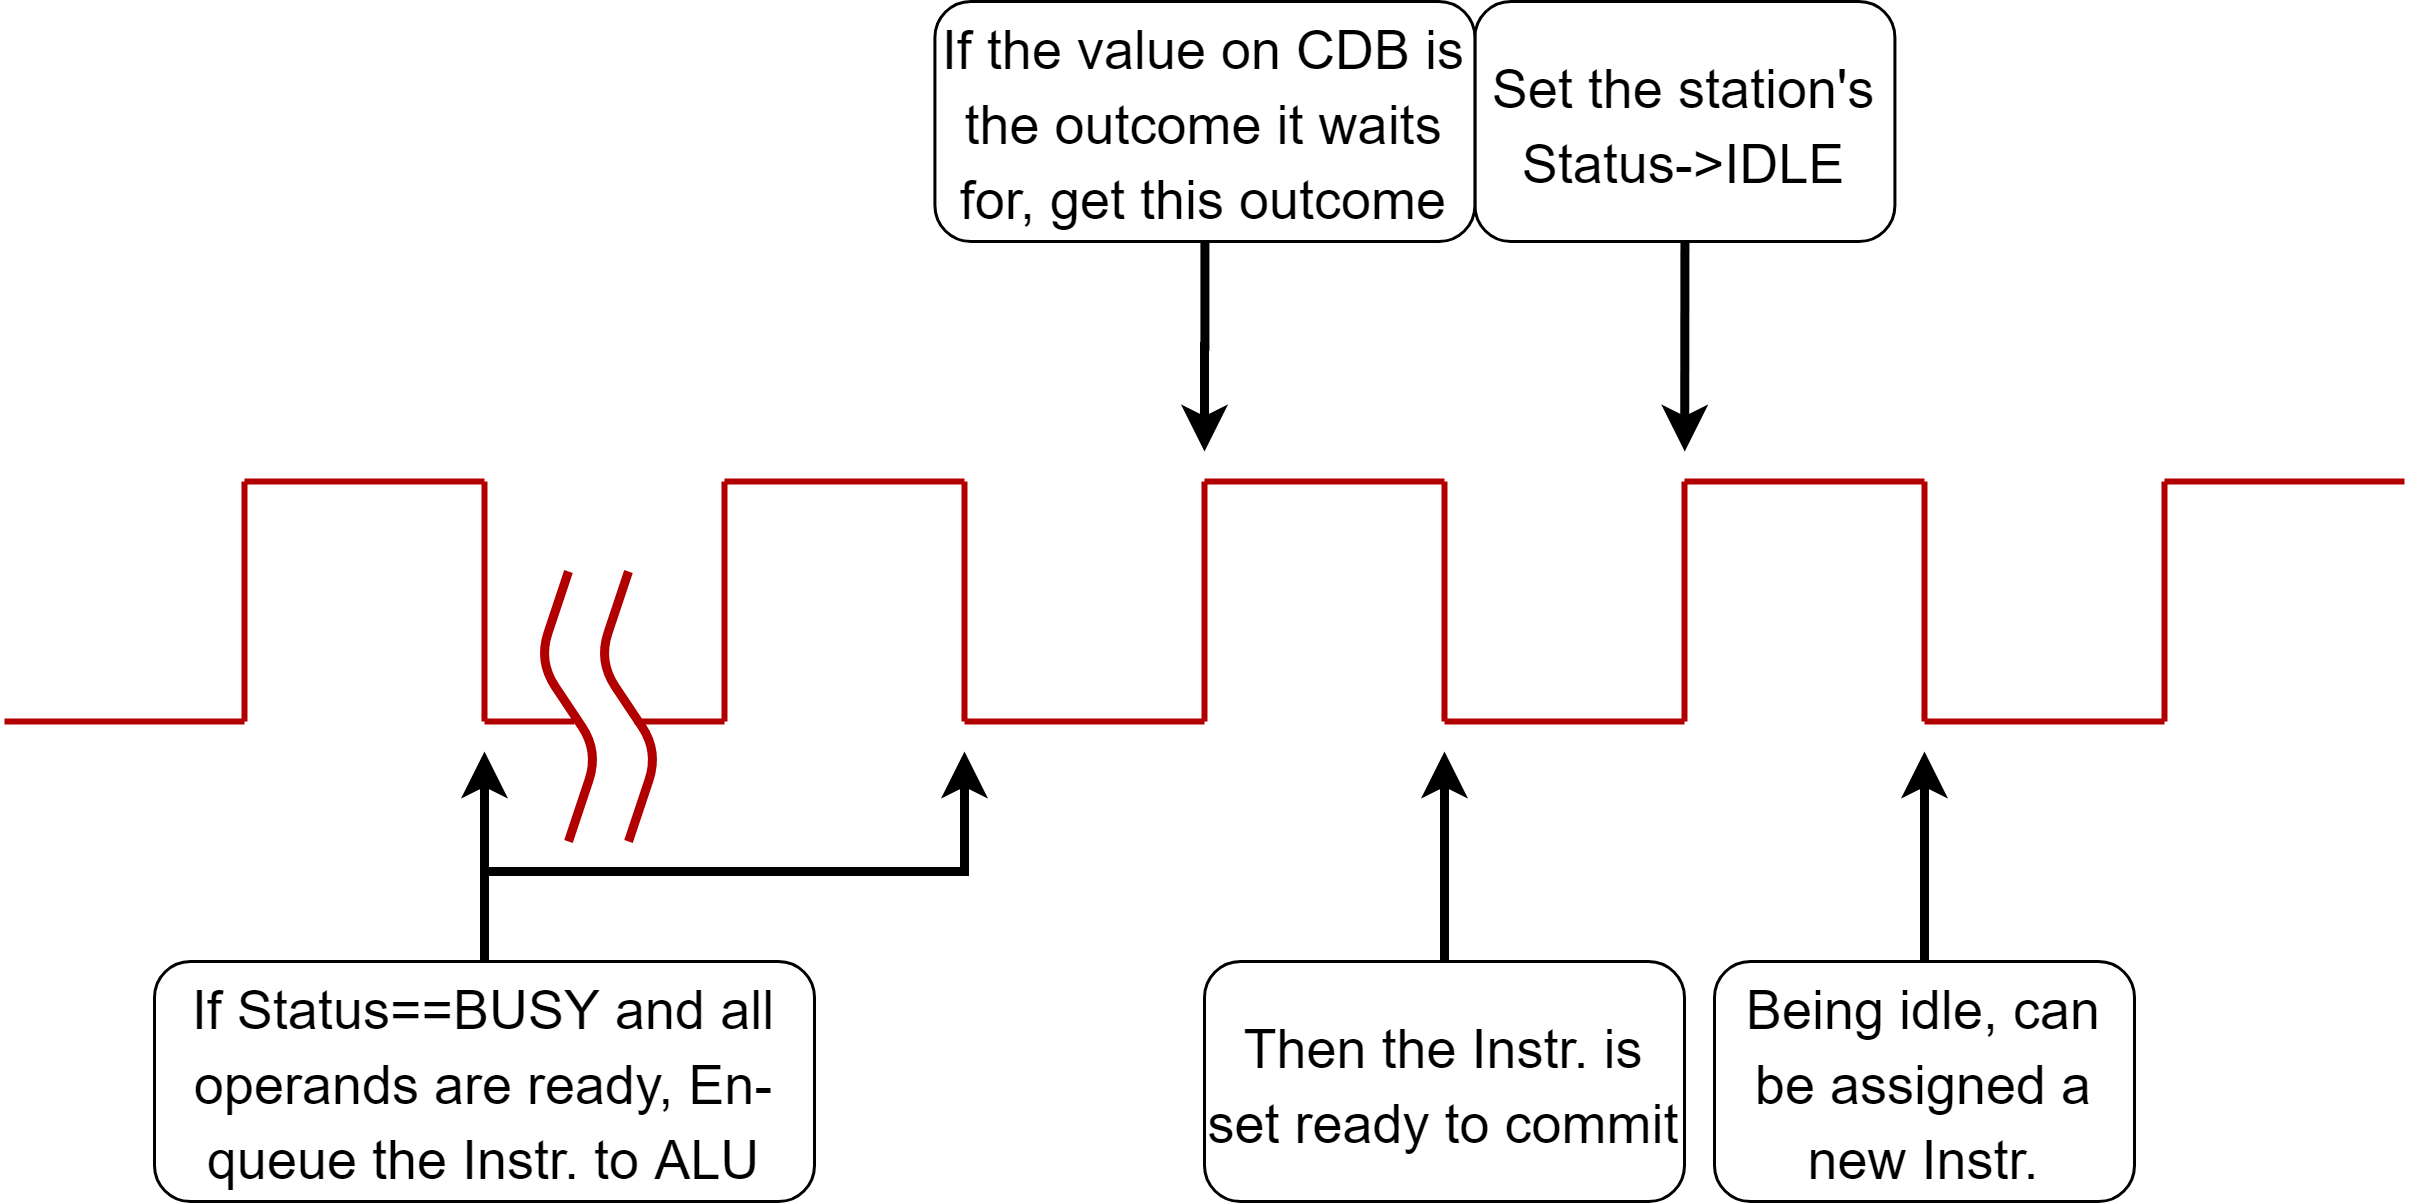 If the value on CDB is
the outcome it waits
for, get this outcome
Set the station's
Status->IDLE
If Status==BUSY and all
operands are ready, En-
queue the Instr. to ALU
Then the Instr. is
set ready to commit
Being idle, can
be assigned a
new Instr.